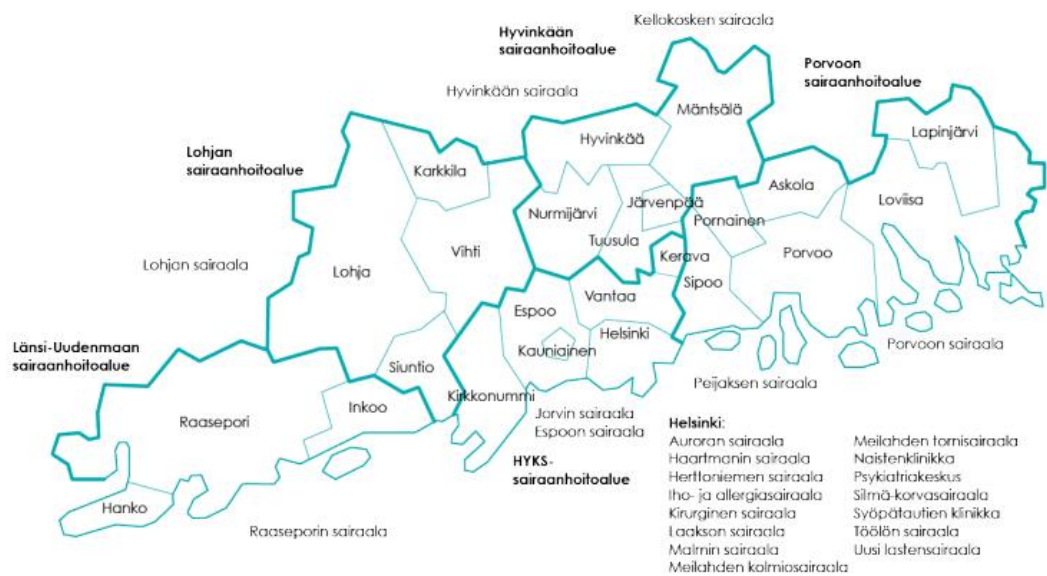 Kellokosken sairaala
Hyvinkään
sairaanhoitoalue
Porvoon
sairaanhoitoalue
Hyvinkään sairaala
Mäntsälä
Lapinjärvi
Hyvinkää
Lohjan
sairaanhoitoalue
Karkkila
Askola
Järvenpää
Loviisa
Nurmijärvi
Pornainen
Tuusula
Porvoo
Vihti
Kerava
Lohjan sairaala
Lohja
Sipoo
Vantaa
Espoo
Helsinki
Porvoon sairaala
Länsi-Uudenmaan
sairaanhoitoalue
Kauniainen
Siuntio
Peijaksen sairaala
Kirkkonummi
Inkoo
Jorvin sairaala
Espoon sairaala
Raasepori
HYKS-
sairaanhoitoalue
Hanko
Raaseporin sairaala
Helsinki:
Auroran sairaala
Haartmanin sairaala
Herttoniemen sairaala
Iho- ja allergiasairaala
Kirurginen sairaala
Laakson sairaala
Malmin sairaala
Meilahden kolmiosairaala
Meilahden tornisairaala
Naistenklinikka
Psykiatriakeskus
Silmä-korvasairaala
Syöpätautien klinikka
Töölön sairaala
Uusi lastensairaala